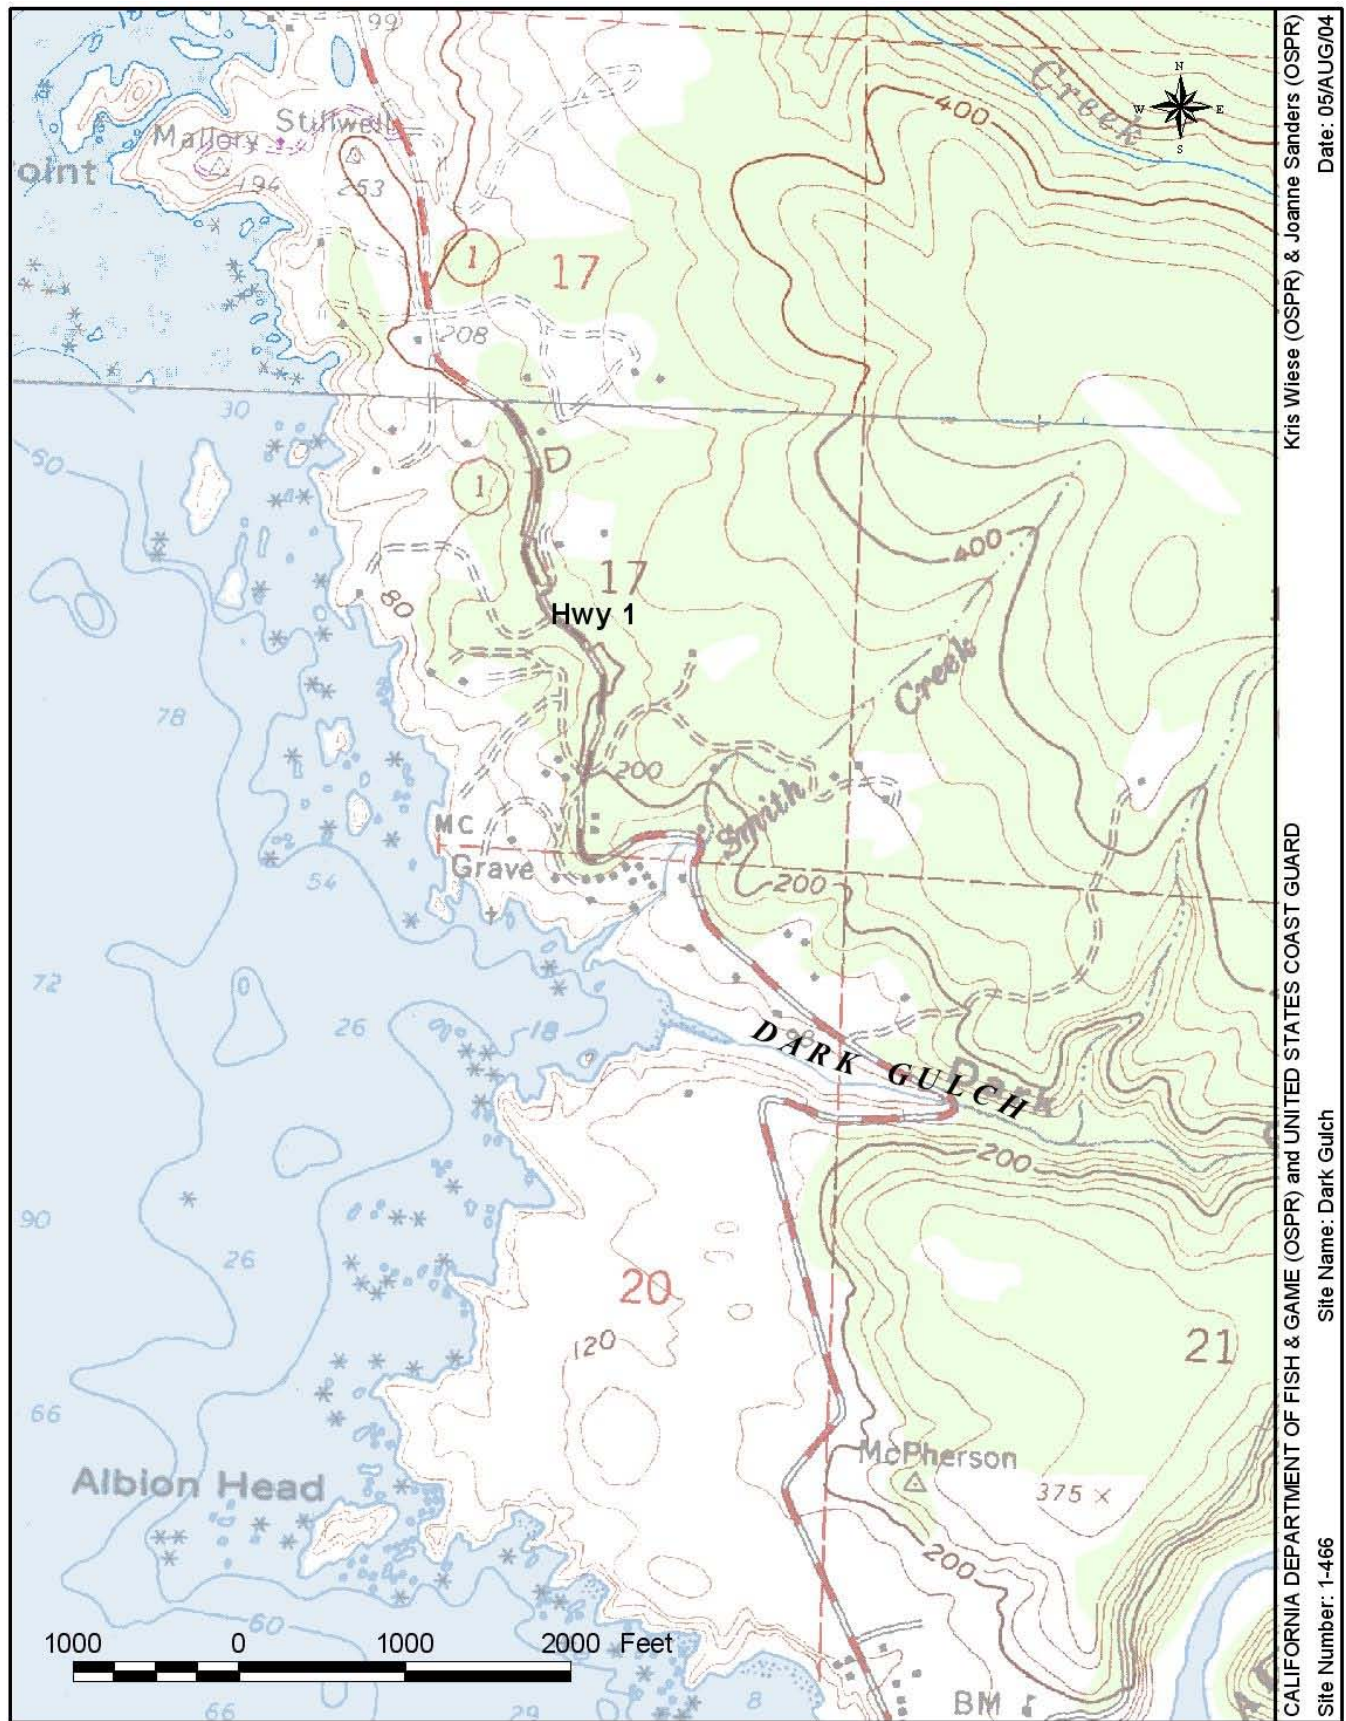 99
Creek
400
Mallory
Stillwell
oint
194
253
1
17
208
30
60
1
400
17
80
Hwy 1
Creek
78
200
Smith
MC
Grave
54
200
72
26
18
DARK GULCH
Dark
200
90
26
20
120
21
66
McPherson
Albion Head
375 ×
200
60
1000 0 1000 2000 Feet
66
29
8
BM
N
W E
S
CALIFORNIA DEPARTMENT OF FISH & GAME (OSPR) and UNITED STATES COAST GUARD
Kris Wiese (OSPR) & Joanne Sanders (OSPR)
Site Number: 1-466
Site Name: Dark Gulch
Date: 05/AUG/04